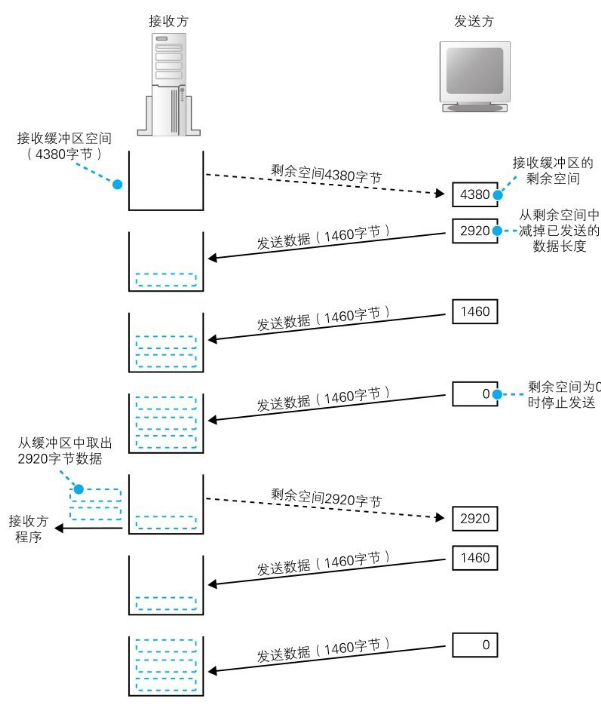 接收方
发送方
接收缓冲区空间
（4380字节）
剩余空间4380字节
接收缓冲区的
剩余空间
4380
从剩余空间中
减掉已发送的
数据长度
2920
发送数据（1460字节）
1460
发送数据（1460字节）
剩余空间为0
时停止发送
0
发送数据（1460字节）
从缓冲区中取出
2920字节数据
剩余空间2920字节
2920
接收方
程序
1460
发送数据（1460字节）
0
发送数据（1460字节）